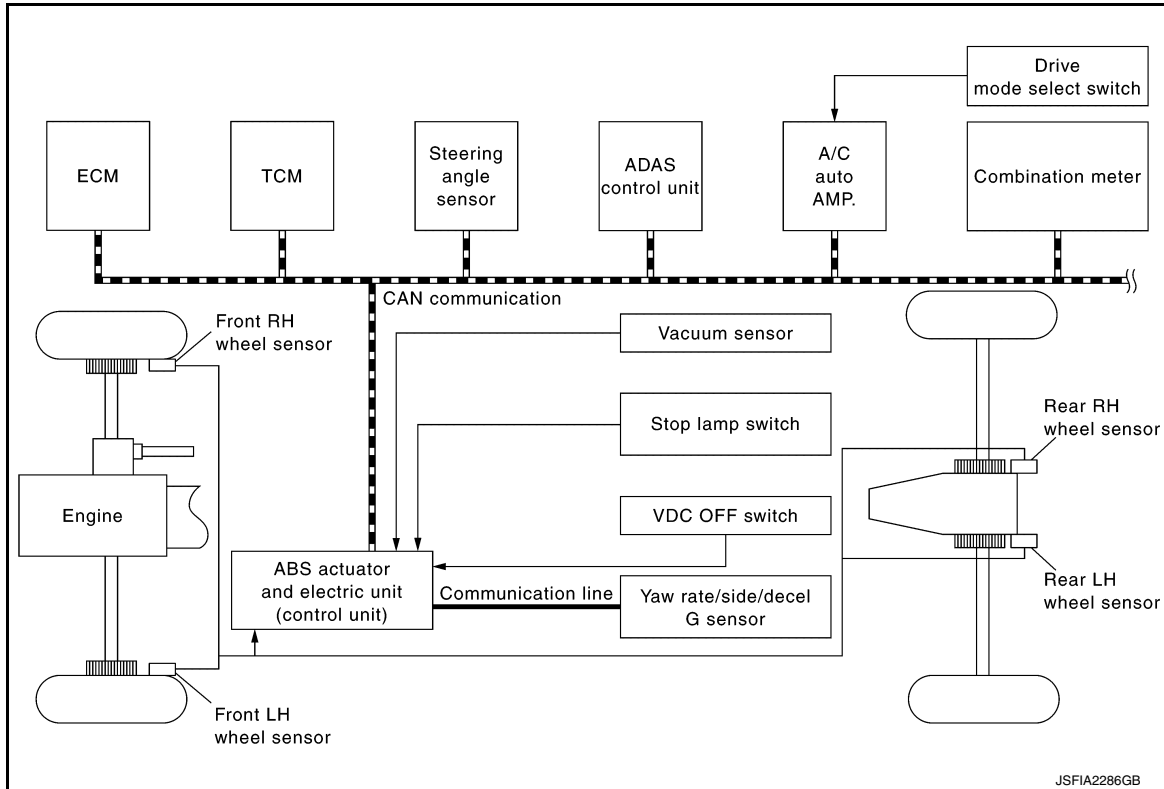 Drive
mode select switch
ECM
TCM
Steering
angle
sensor
ADAS
control unit
A/C
auto
AMP.
Combination meter
CAN communication
Front RH
wheel sensor
Vacuum sensor
Stop lamp switch
Rear RH
wheel sensor
Engine
VDC OFF switch
ABS actuator
and electric unit
(control unit)
Communication line
Yaw rate/side/decel
G sensor
Rear LH
wheel sensor
Front LH
wheel sensor
JSFIA2286GB